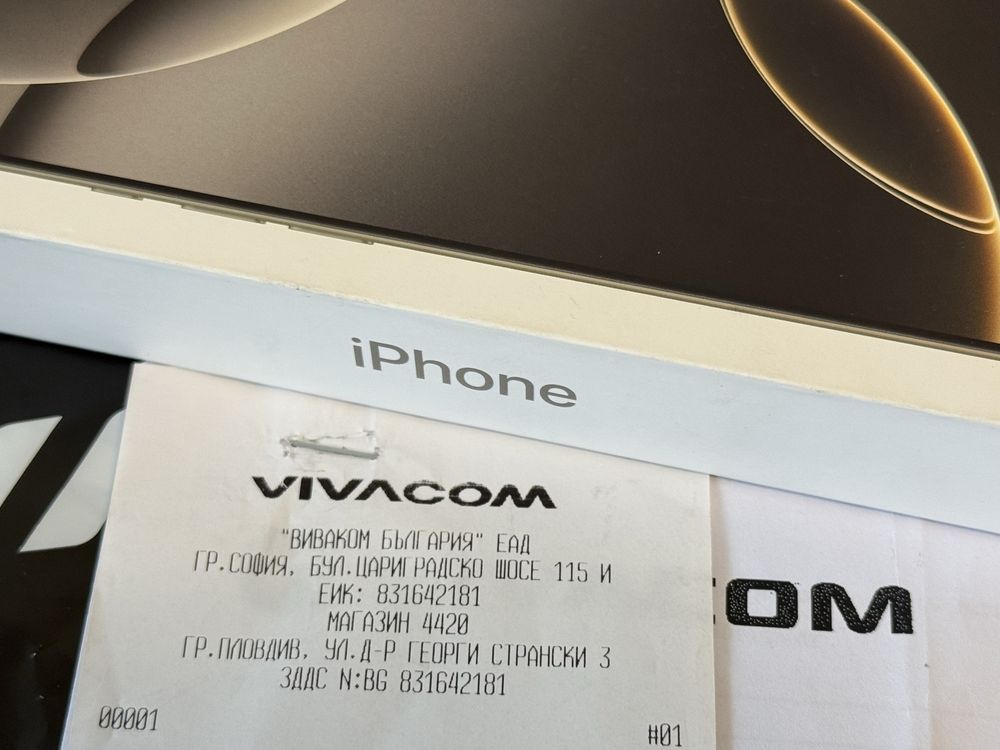 iPhone
VIVACOM
"ВИВАКОМ БЪЛГАРИЯ" ЕАД
ГР.СОФИЯ, БУЛ.ЦАРИГРАДСКО ШОСЕ 115 И
ЕИК: 831642181
МАГАЗИН 4420
ГР.ПЛОВДИВ, УЛ.Д-Р ГЕОРГИ СТРАНСКИ 3
ЗДДС N:BG 831642181
00001 #01
OM